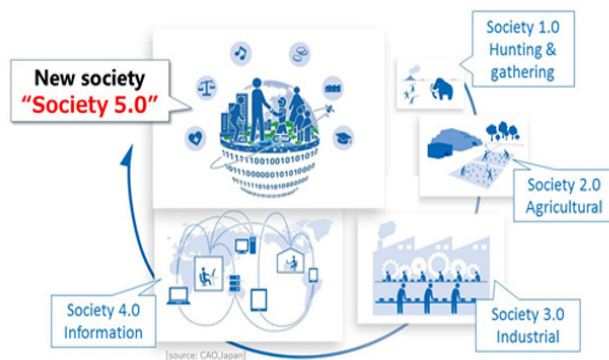 New society
“Society 5.0”
Society 1.0
Hunting &
gathering
Society 2.0
Agricultural
Society 3.0
Industrial
Society 4.0
Information
[source: CAO,Japan]